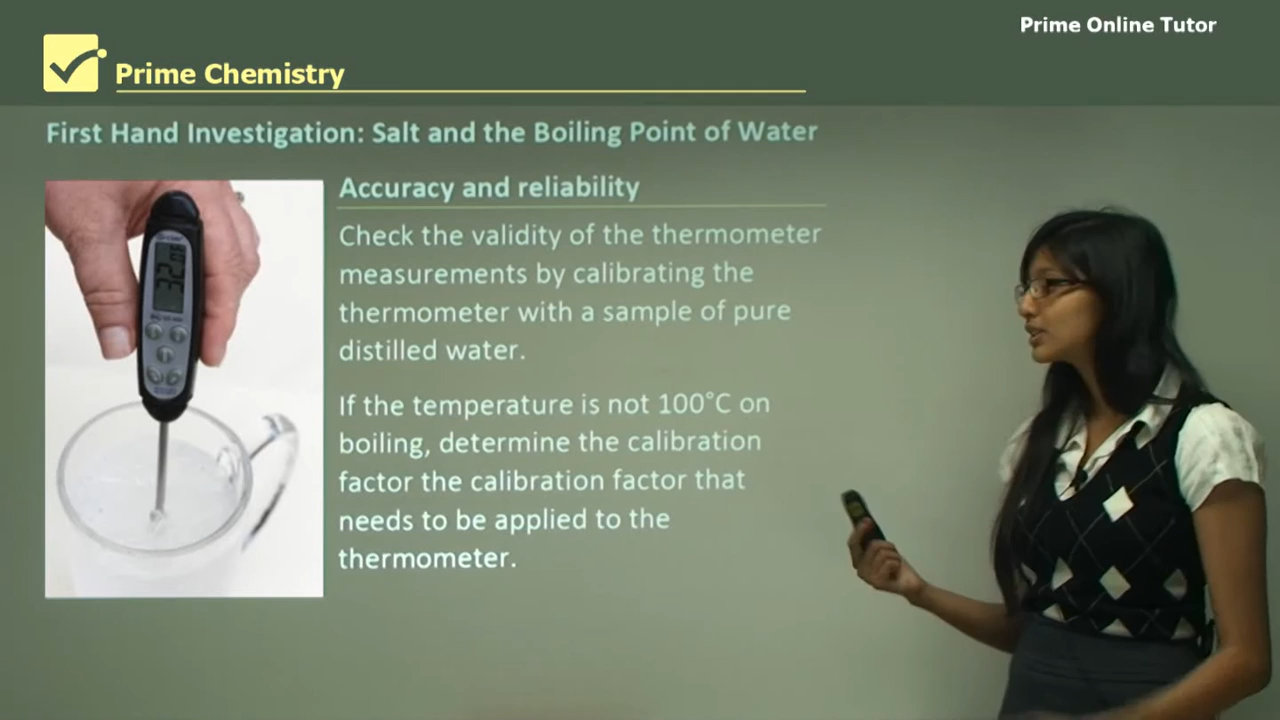 Prime Online Tutor
Prime Chemistry
First Hand Investigation: Salt and the Boiling Point of Water
Accuracy and reliability
Check the validity of the thermometer
measurements by calibrating the
thermometer with a sample of pure
distilled water.
If the temperature is not 100°C on
boiling, determine the calibration
factor the calibration factor that
needs to be applied to the
thermometer.